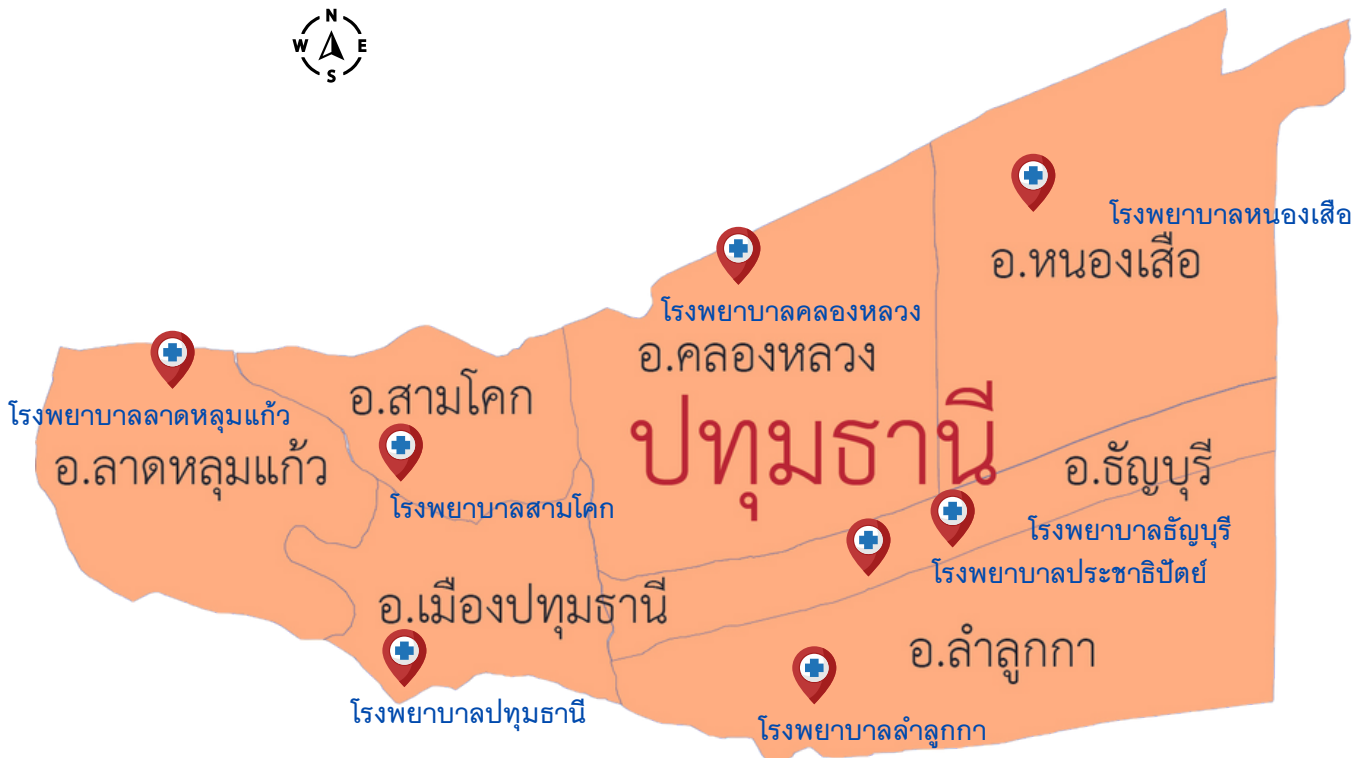 N
W E
S
โรงพยาบาลหนองเสือ
อ.หนองเสือ
โรงพยาบาลคลองหลวง
อ.คลองหลวง
อ.สามโคก
โรงพยาบาลลาดหลุมแก้ว
อ.ลาดหลุมแก้ว
ปทุมธานี
อ.ธัญบุรี
โรงพยาบาลสามโคก
โรงพยาบาลธัญบุรี
โรงพยาบาลประชาธิปัตย์
อ.เมืองปทุมธานี
อ.ลำลูกกา
โรงพยาบาลปทุมธานี
โรงพยาบาลลำลูกกา